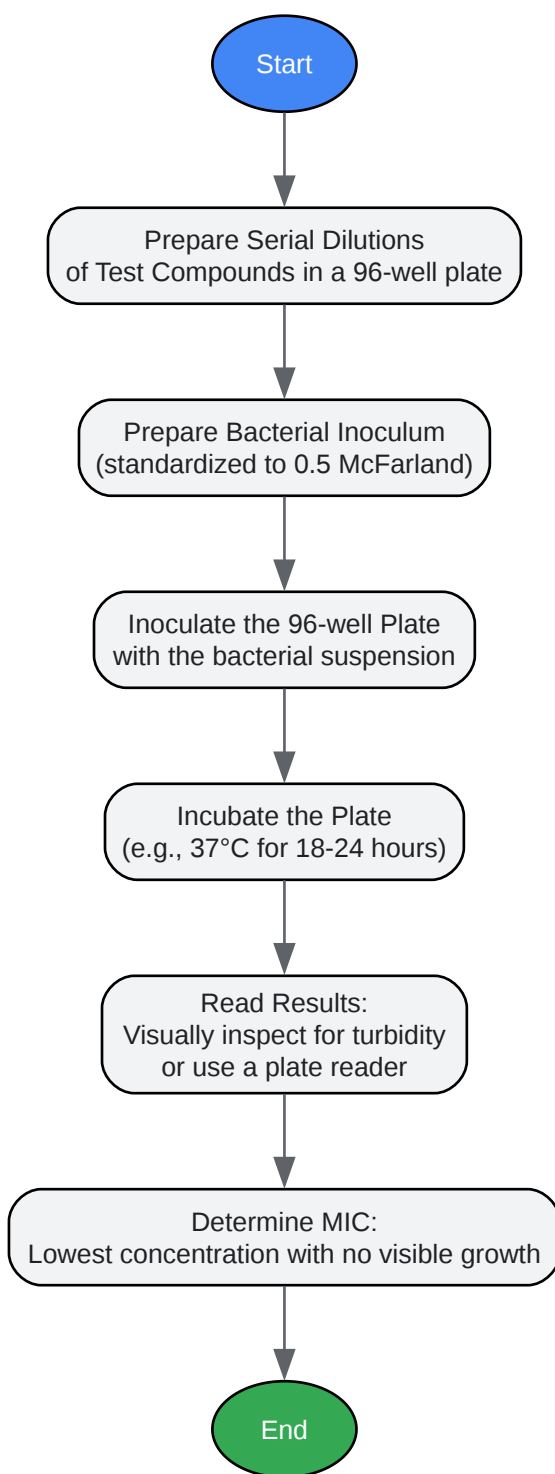 Start
Prepare Serial Dilutions
of Test Compounds in a 96-well plate
Prepare Bacterial Inoculum
(standardized to 0.5 McFarland)
Inoculate the 96-well Plate
with the bacterial suspension
Incubate the Plate
(e.g., 37°C for 18-24 hours)
Read Results:
Visually inspect for turbidity
or use a plate reader
Determine MIC:
Lowest concentration with no visible growth
End